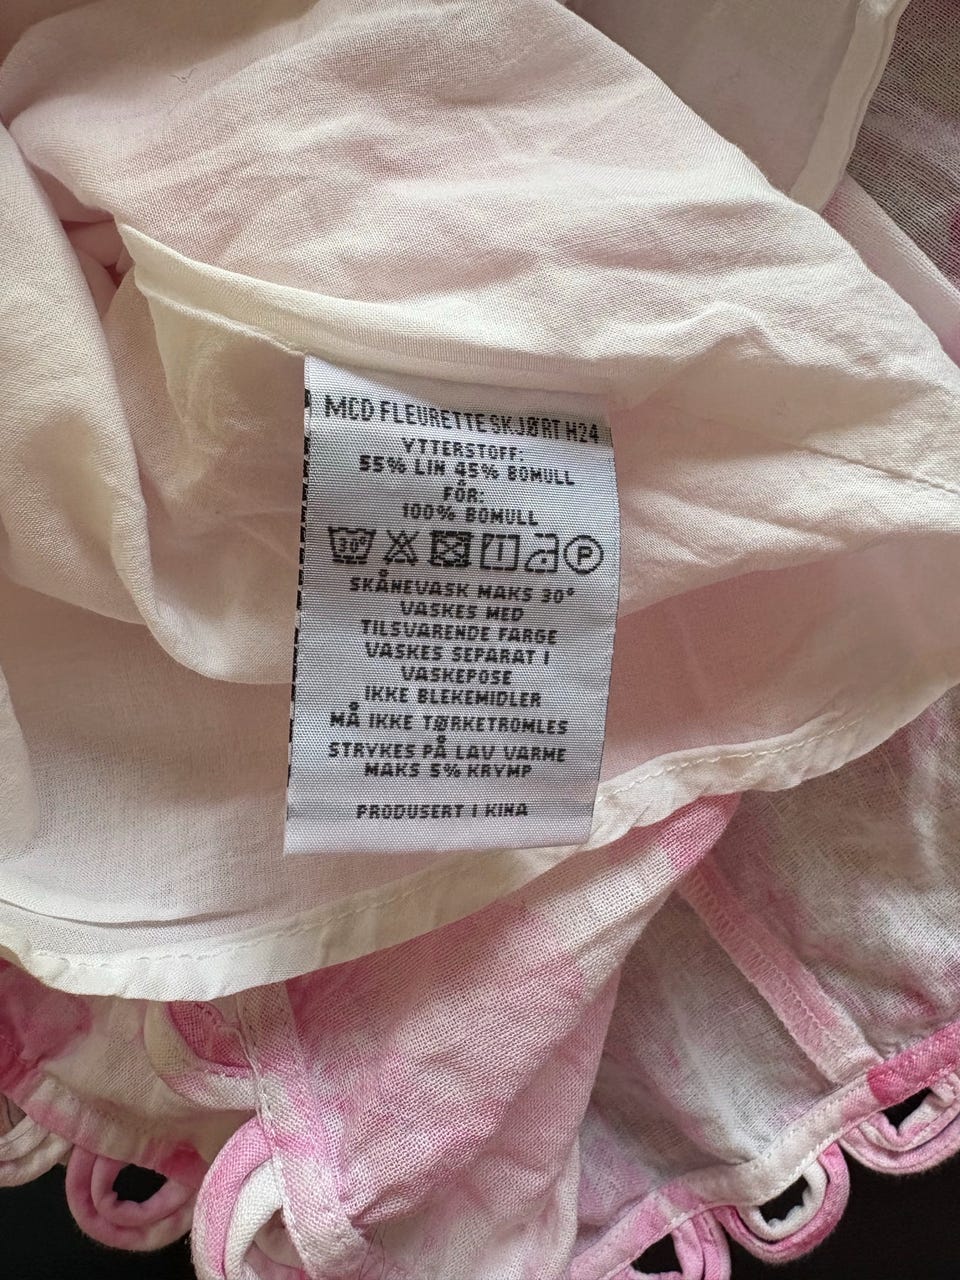 MCD FLEURETTE SKJØRT H24
YTTERSTOFF:
55% LIN 45% BOMULL
FÔR:
100% BOMULL
30° P
SKÅNEVASK MAKS 30°
VASKES MED
TILSVARENDE FARGE
VASKES SEPARAT I
VASKEPOSE
IKKE BLEKEMIDLER
MÅ IKKE TØRKETROMLES
STRYKES PÅ LAV VARME
MAKS 5% KRYMP
PRODUSERT I KINA